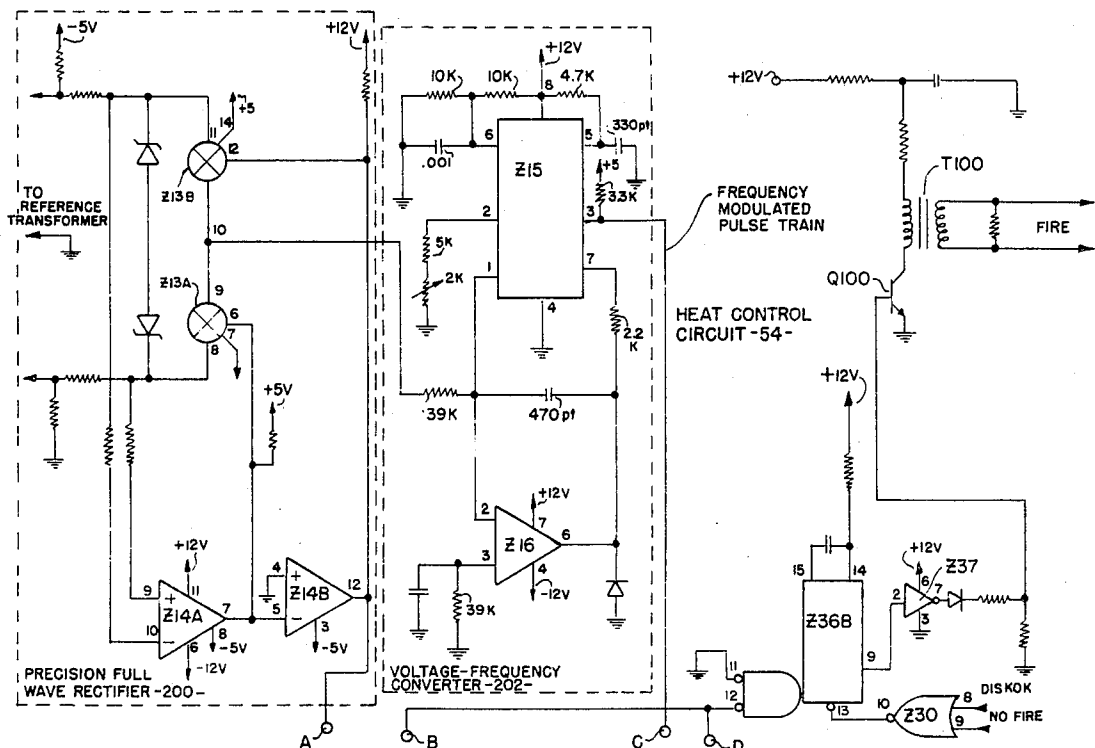 -5V
+12V
+5
14
11
12
Z13B
TO
REFERENCE
TRANSFORMER
10
Z13A
9
6
7
8
+5V
+12V
11
9
+
Z14A
10
-
7
8
-5V
6
-12V
4
+
Z14B
5
-
12
3
-5V
PRECISION FULL
WAVE RECTIFIER -200-
A
+12V
10K
10K
8
4.7K
6
5
330pt
.001
Z15
+5
33K
2
3
5K
2K
1
7
4
2.2
K
39K
470pt
2
+12V
7
Z16
6
3
4
-12V
39K
VOLTAGE-FREQUENCY
CONVERTER -202-
B
C
D
FREQUENCY
MODULATED
PULSE TRAIN
HEAT CONTROL
CIRCUIT -54-
+12V
T100
FIRE
Q100
+12V
15
14
+12V
6
Z37
7
2
3
Z36B
9
11
12
13
10
Z30
8
9
DISKOK
NO FIRE